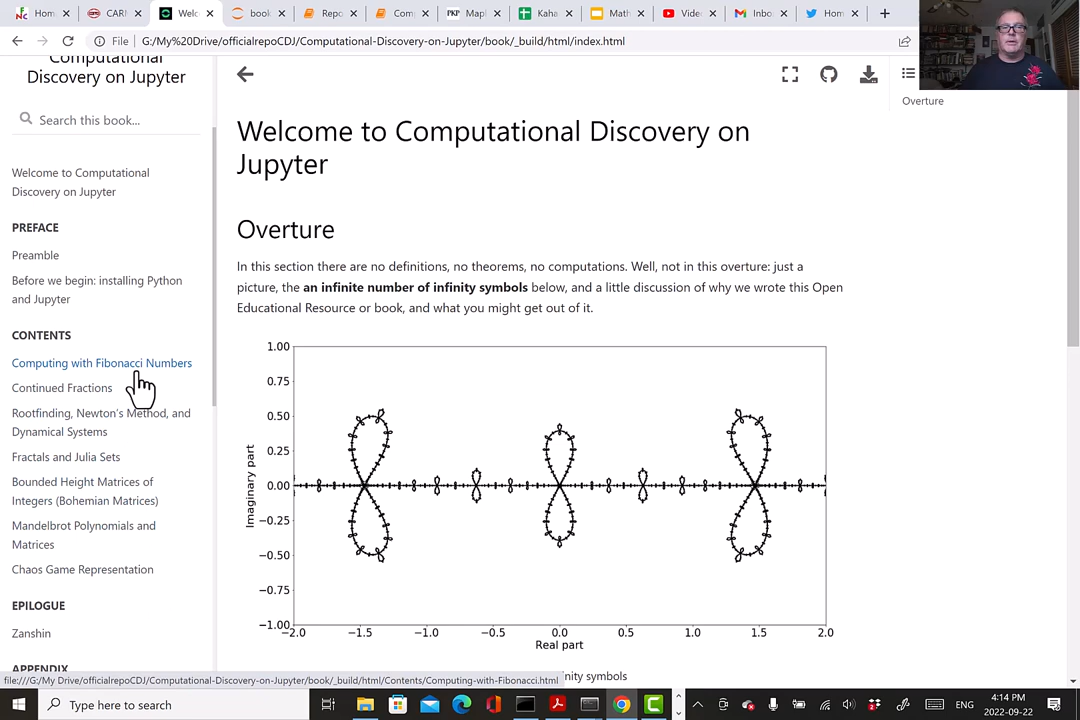 Hom
CARM
Welc
book
Repo
Comp
PKP
Mapl
Kaha
Math
Vide
Inbo
Hom
File
G:/My%20Drive/officialrepoCDJ/Computational-Discovery-on-Jupyter/book/_build/html/index.html
Computational
Discovery on Jupyter
Search this book...
Welcome to Computational
Discovery on Jupyter
PREFACE
Preamble
Before we begin: installing Python
and Jupyter
CONTENTS
Computing with Fibonacci Numbers
Continued Fractions
Rootfinding, Newton's Method, and
Dynamical Systems
Fractals and Julia Sets
Bounded Height Matrices of
Integers (Bohemian Matrices)
Mandelbrot Polynomials and
Matrices
Chaos Game Representation
EPILOGUE
Zanshin
APPENDIX
Welcome to Computational Discovery on
Jupyter
Overture
In this section there are no definitions, no theorems, no computations. Well, not in this overture: just a
picture, the an infinite number of infinity symbols below, and a little discussion of why we wrote this Open
Educational Resource or book, and what you might get out of it.
1.00
0.75
0.50
0.25
0.00
−0.25
−0.50
−0.75
−1.00
Imaginary part
−2.0 −1.5 −1.0 −0.5 0.0 0.5 1.0 1.5 2.0
Real part
inity symbols
Overture
file:///G:/My Drive/officialrepoCDJ/Computational-Discovery-on-Jupyter/book/_build/html/Contents/Computing-with-Fibonacci.html
Type here to search
ENG
4:14 PM
2022-09-22